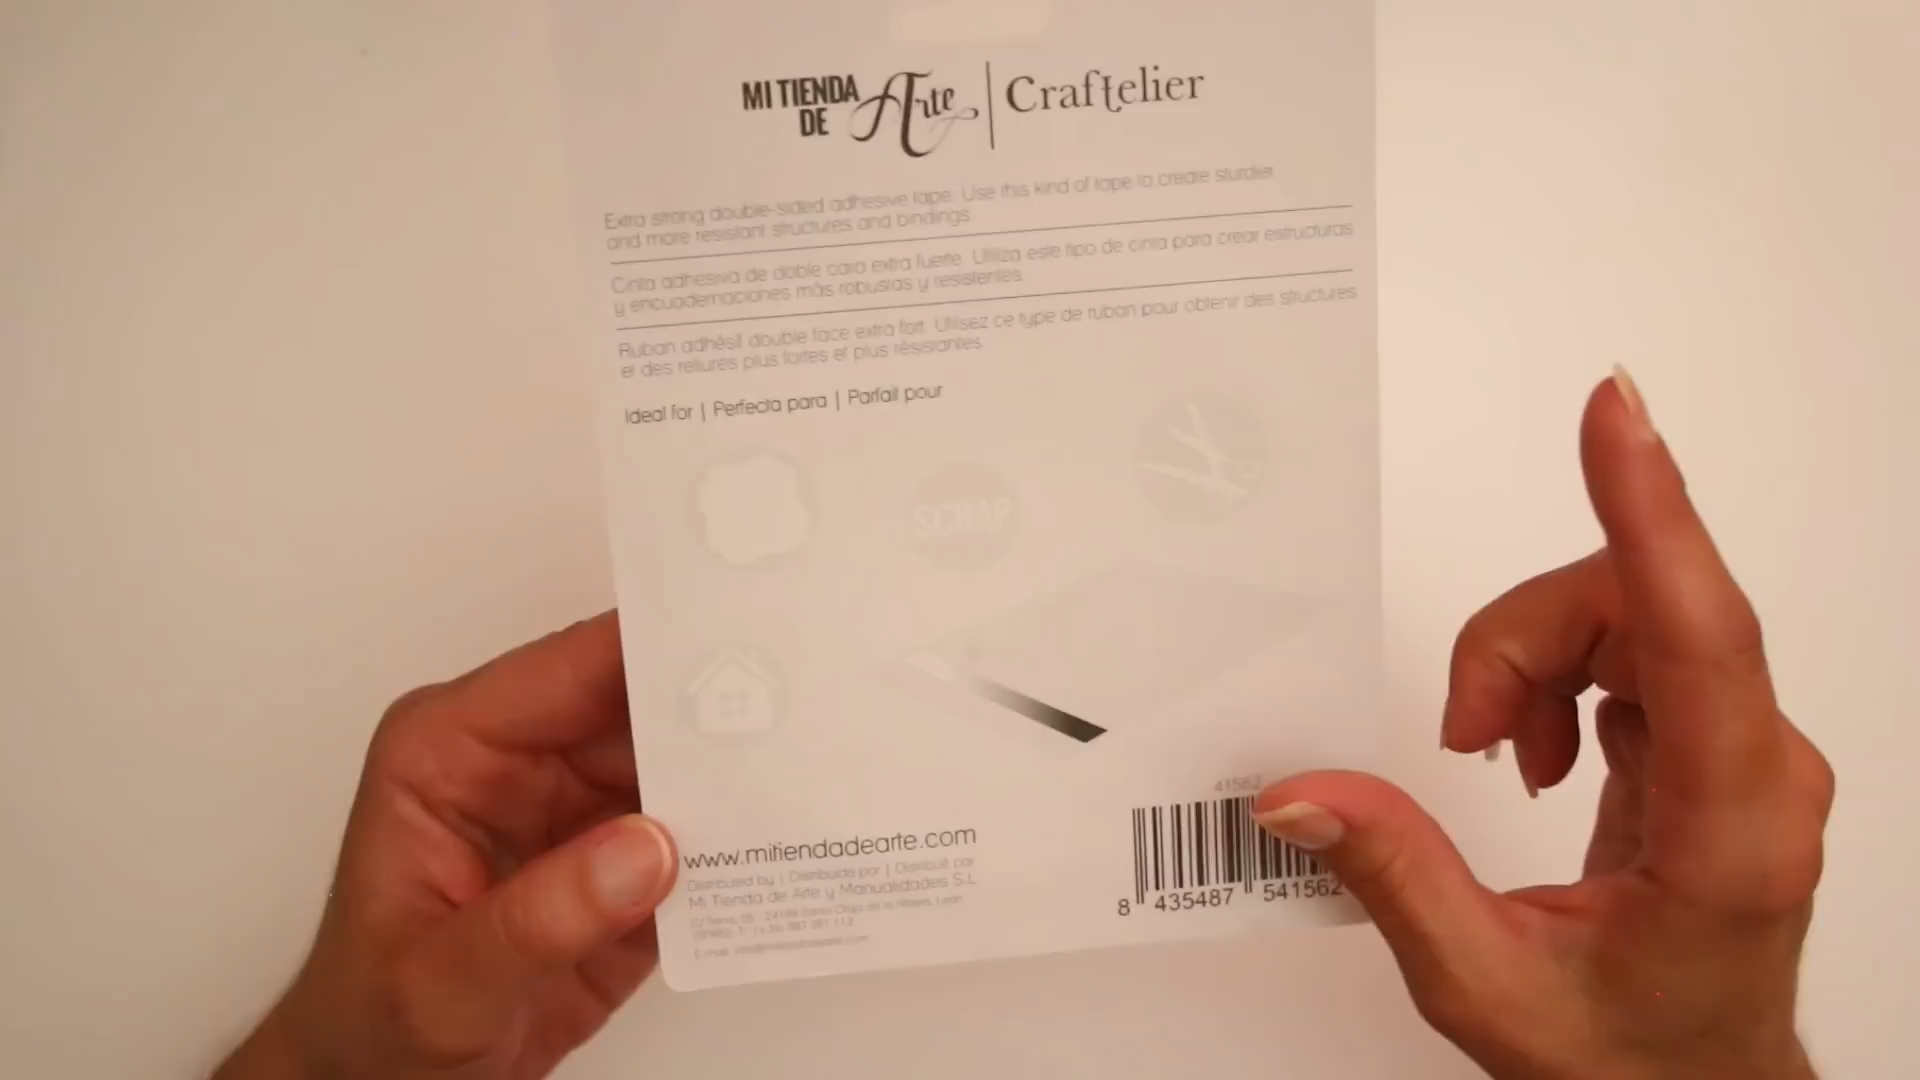 MI TIENDA
DE Arte | Craftelier
Extra strong double-sided adhesive tape. Use this kind of tape to create sturdier
and more resistant structures and bindings.
Cinta adhesiva de doble cara extra fuerte. Utiliza este tipo de cinta para crear estructuras
y encuadernaciones más robustas y resistentes.
Ruban adhésif double face extra fort. Utilisez ce type de ruban pour obtenir des structures
et des reliures plus fortes et plus résistantes.
Ideal for | Perfecta para | Parfait pour
SCRAP
41562
www.mitiendadearte.com
Distributed by | Distribuido por | Distribué par
Mi Tienda de Arte y Manualidades S.L
8 435487 541562